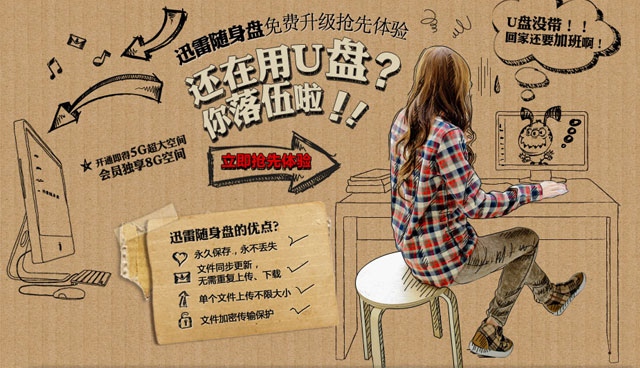 迅雷随身盘免费升级抢先体验
还在用U盘？
你落伍啦！！
U盘没带！！
回家还要加班啊！
★开通即得5G超大空间
会员独享8G空间
立即抢先体验
迅雷随身盘的优点？
永久保存，永不丢失
文件同步更新，
无需重复上传、下载
单个文件上传不限大小
文件加密传输保护